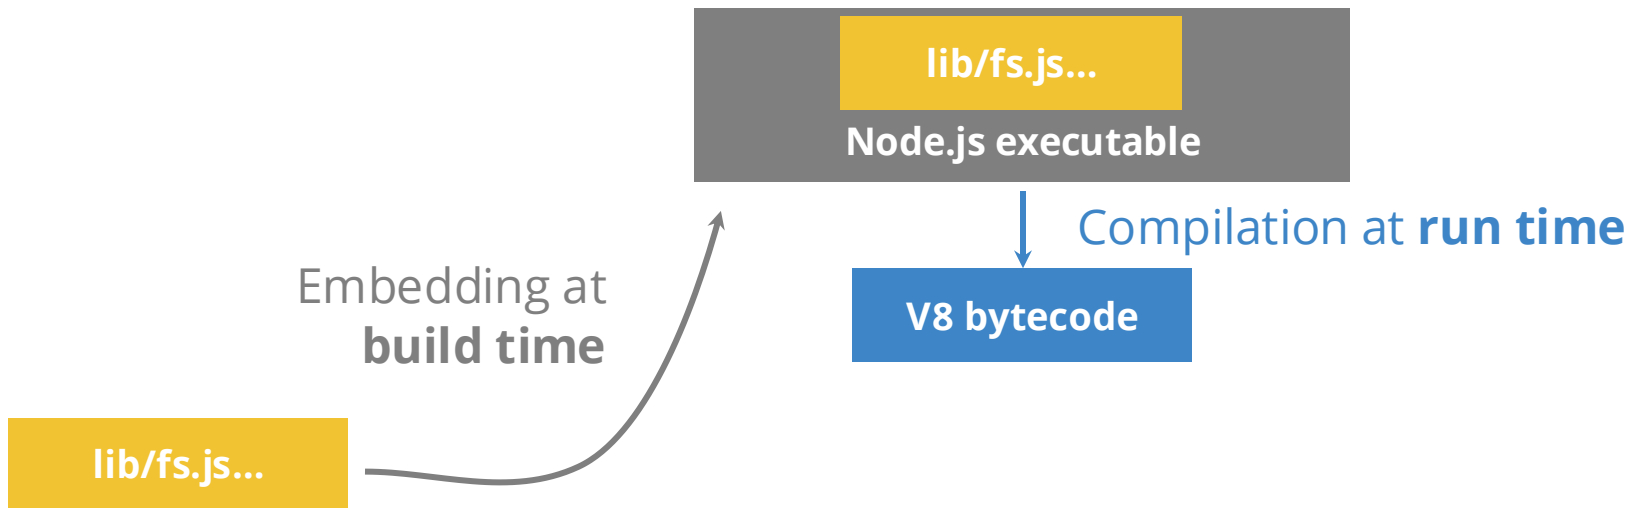 lib/fs.js...
Node.js executable
Compilation at run time
Embedding at
build time
V8 bytecode
lib/fs.js...